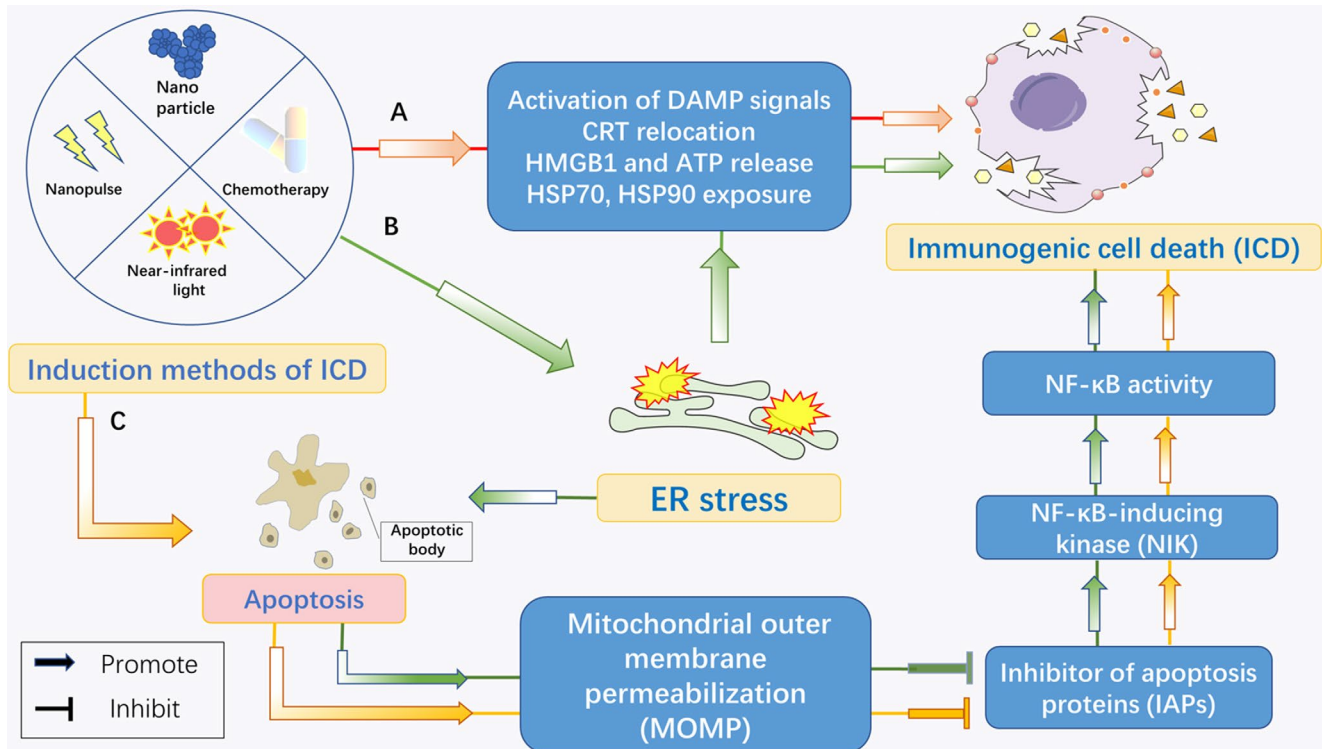 Nano
particle
Nanopulse
Chemotherapy
Near-infrared
light
A
B
Activation of DAMP signals
CRT relocation
HMGB1 and ATP release
HSP70, HSP90 exposure
Immunogenic cell death (ICD)
Induction methods of ICD
C
NF-κB activity
ER stress
Apoptotic
body
NF-κB-inducing
kinase (NIK)
Apoptosis
Mitochondrial outer
membrane
permeabilization
(MOMP)
Inhibitor of apoptosis
proteins (IAPs)
Promote
Inhibit